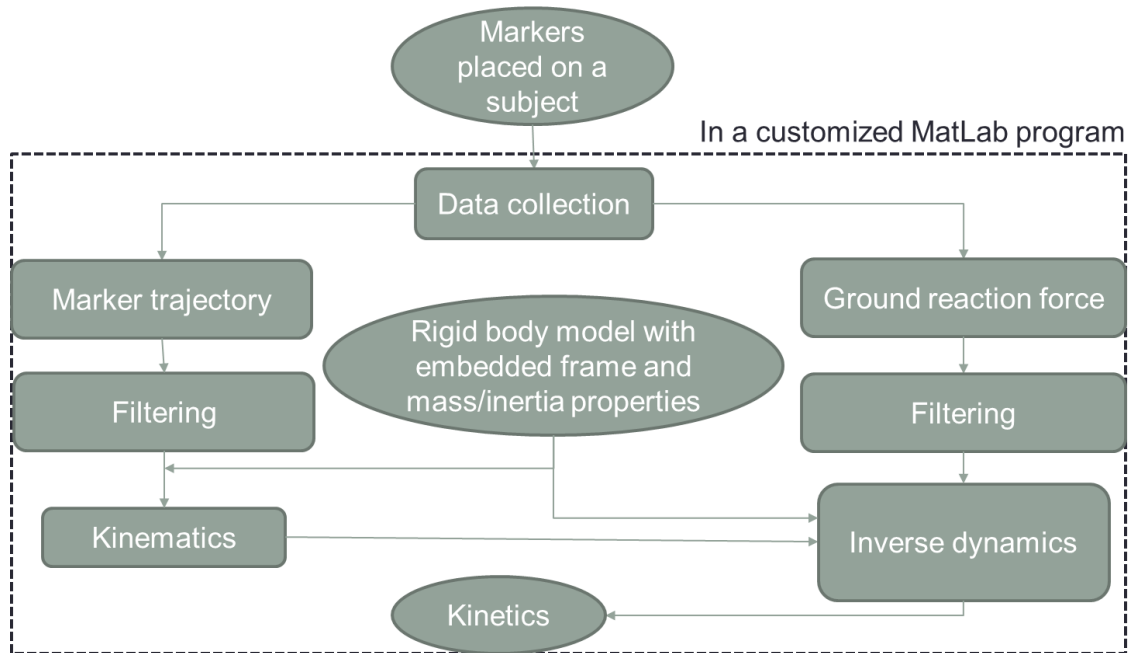 Markers
placed on a
subject
In a customized MatLab program
Data collection
Marker trajectory
Ground reaction force
Rigid body model with
embedded frame and
mass/inertia properties
Filtering
Filtering
Kinematics
Inverse dynamics
Kinetics